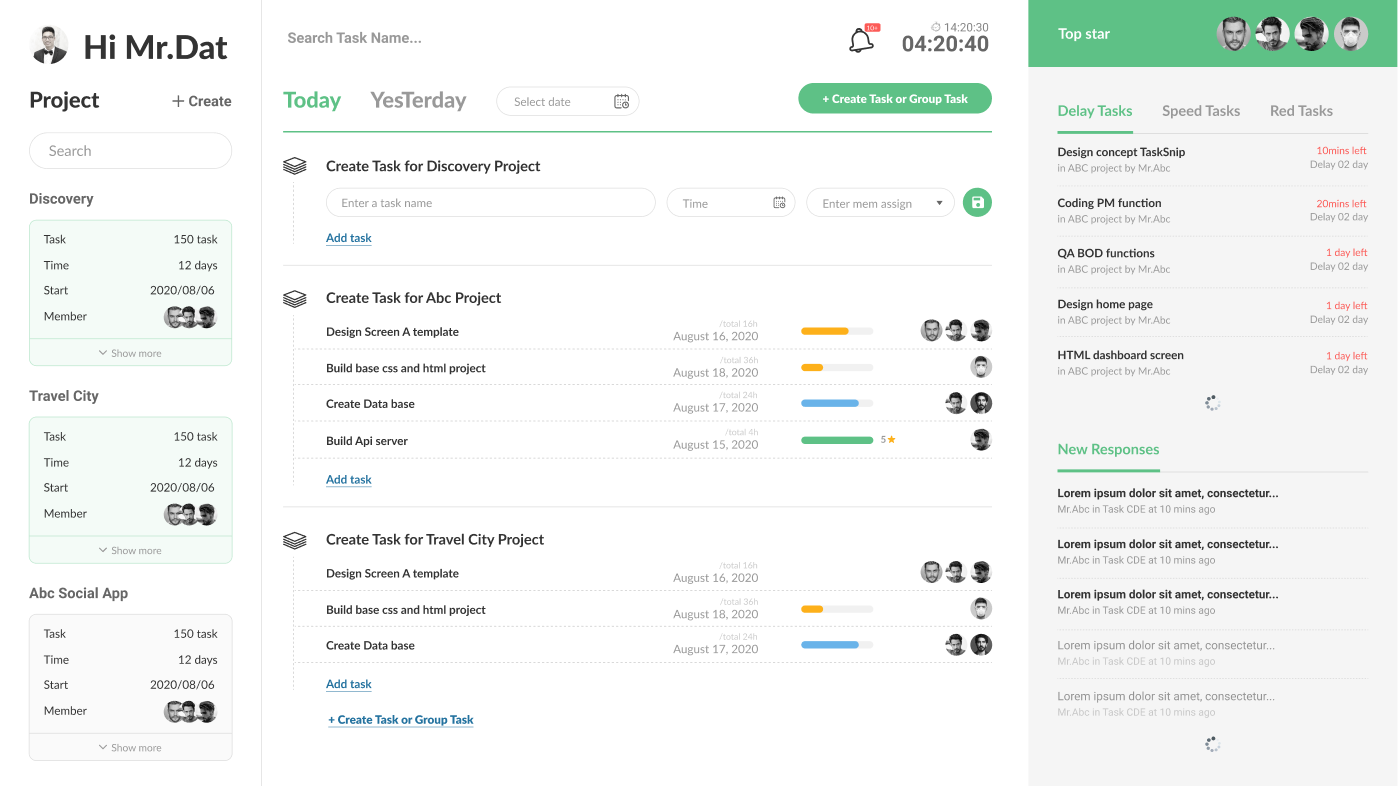 Hi Mr.Dat
Project
+ Create
Search
Discovery
Task 150 task
Time 12 days
Start 2020/08/06
Member
Show more
Travel City
Task 150 task
Time 12 days
Start 2020/08/06
Member
Show more
Abc Social App
Task 150 task
Time 12 days
Start 2020/08/06
Member
Show more
Search Task Name...
10+
14:20:30
04:20:40
Today YesTerday Select date
+ Create Task or Group Task
Create Task for Discovery Project
Enter a task name Time Enter mem assign
Add task
Create Task for Abc Project
Design Screen A template /total 16h
August 16, 2020
Build base css and html project /total 36h
August 18, 2020
Create Data base /total 24h
August 17, 2020
Build Api server /total 4h
August 15, 2020
5
Add task
Create Task for Travel City Project
Design Screen A template /total 16h
August 16, 2020
Build base css and html project /total 36h
August 18, 2020
Create Data base /total 24h
August 17, 2020
Add task
+ Create Task or Group Task
Top star
Delay Tasks Speed Tasks Red Tasks
Design concept TaskSnip 10mins left
in ABC project by Mr.Abc Delay 02 day
Coding PM function 20mins left
in ABC project by Mr.Abc Delay 02 day
QA BOD functions 1 day left
in ABC project by Mr.Abc Delay 02 day
Design home page 1 day left
in ABC project by Mr.Abc Delay 02 day
HTML dashboard screen 1 day left
in ABC project by Mr.Abc Delay 02 day
New Responses
Lorem ipsum dolor sit amet, consectetur...
Mr.Abc in Task CDE at 10 mins ago
Lorem ipsum dolor sit amet, consectetur...
Mr.Abc in Task CDE at 10 mins ago
Lorem ipsum dolor sit amet, consectetur...
Mr.Abc in Task CDE at 10 mins ago
Lorem ipsum dolor sit amet, consectetur...
Mr.Abc in Task CDE at 10 mins ago
Lorem ipsum dolor sit amet, consectetur...
Mr.Abc in Task CDE at 10 mins ago